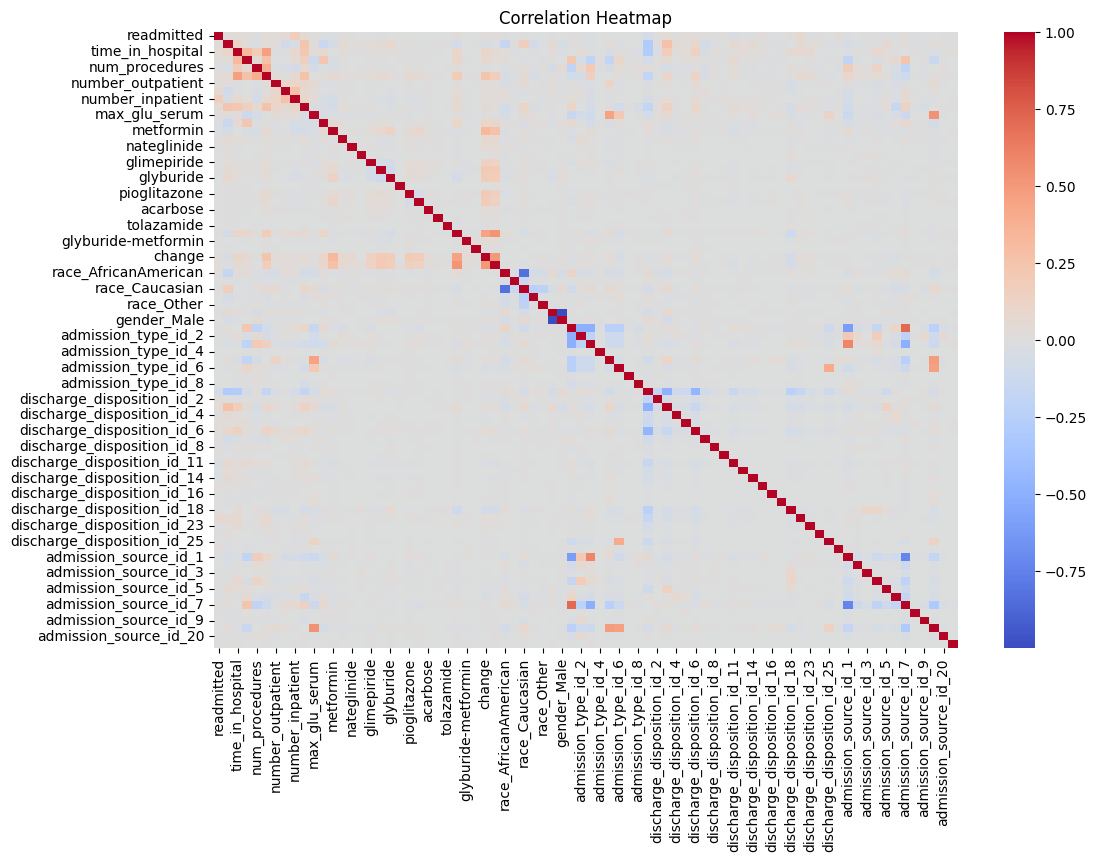 Correlation Heatmap
readmitted
time_in_hospital
num_procedures
number_outpatient
number_inpatient
max_glu_serum
metformin
nateglinide
glimepiride
glyburide
pioglitazone
acarbose
tolazamide
glyburide-metformin
change
race_AfricanAmerican
race_Caucasian
race_Other
gender_Male
admission_type_id_2
admission_type_id_4
admission_type_id_6
admission_type_id_8
discharge_disposition_id_2
discharge_disposition_id_4
discharge_disposition_id_6
discharge_disposition_id_8
discharge_disposition_id_11
discharge_disposition_id_14
discharge_disposition_id_16
discharge_disposition_id_18
discharge_disposition_id_23
discharge_disposition_id_25
admission_source_id_1
admission_source_id_3
admission_source_id_5
admission_source_id_7
admission_source_id_9
admission_source_id_20
readmitted
time_in_hospital
num_procedures
number_outpatient
number_inpatient
max_glu_serum
metformin
nateglinide
glimepiride
glyburide
pioglitazone
acarbose
tolazamide
glyburide-metformin
change
race_AfricanAmerican
race_Caucasian
race_Other
gender_Male
admission_type_id_2
admission_type_id_4
admission_type_id_6
admission_type_id_8
discharge_disposition_id_2
discharge_disposition_id_4
discharge_disposition_id_6
discharge_disposition_id_8
discharge_disposition_id_11
discharge_disposition_id_14
discharge_disposition_id_16
discharge_disposition_id_18
discharge_disposition_id_23
discharge_disposition_id_25
admission_source_id_1
admission_source_id_3
admission_source_id_5
admission_source_id_7
admission_source_id_9
admission_source_id_20
1.00
0.75
0.50
0.25
0.00
−0.25
−0.50
−0.75